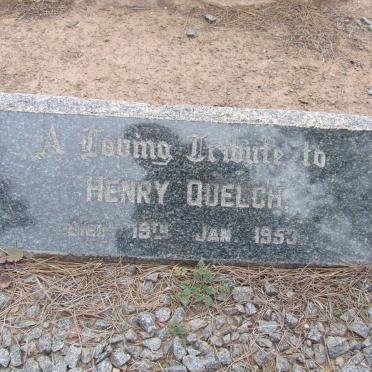 A Loving Tribute to
HENRY QUELCH.
DIED 19TH JAN 1953.